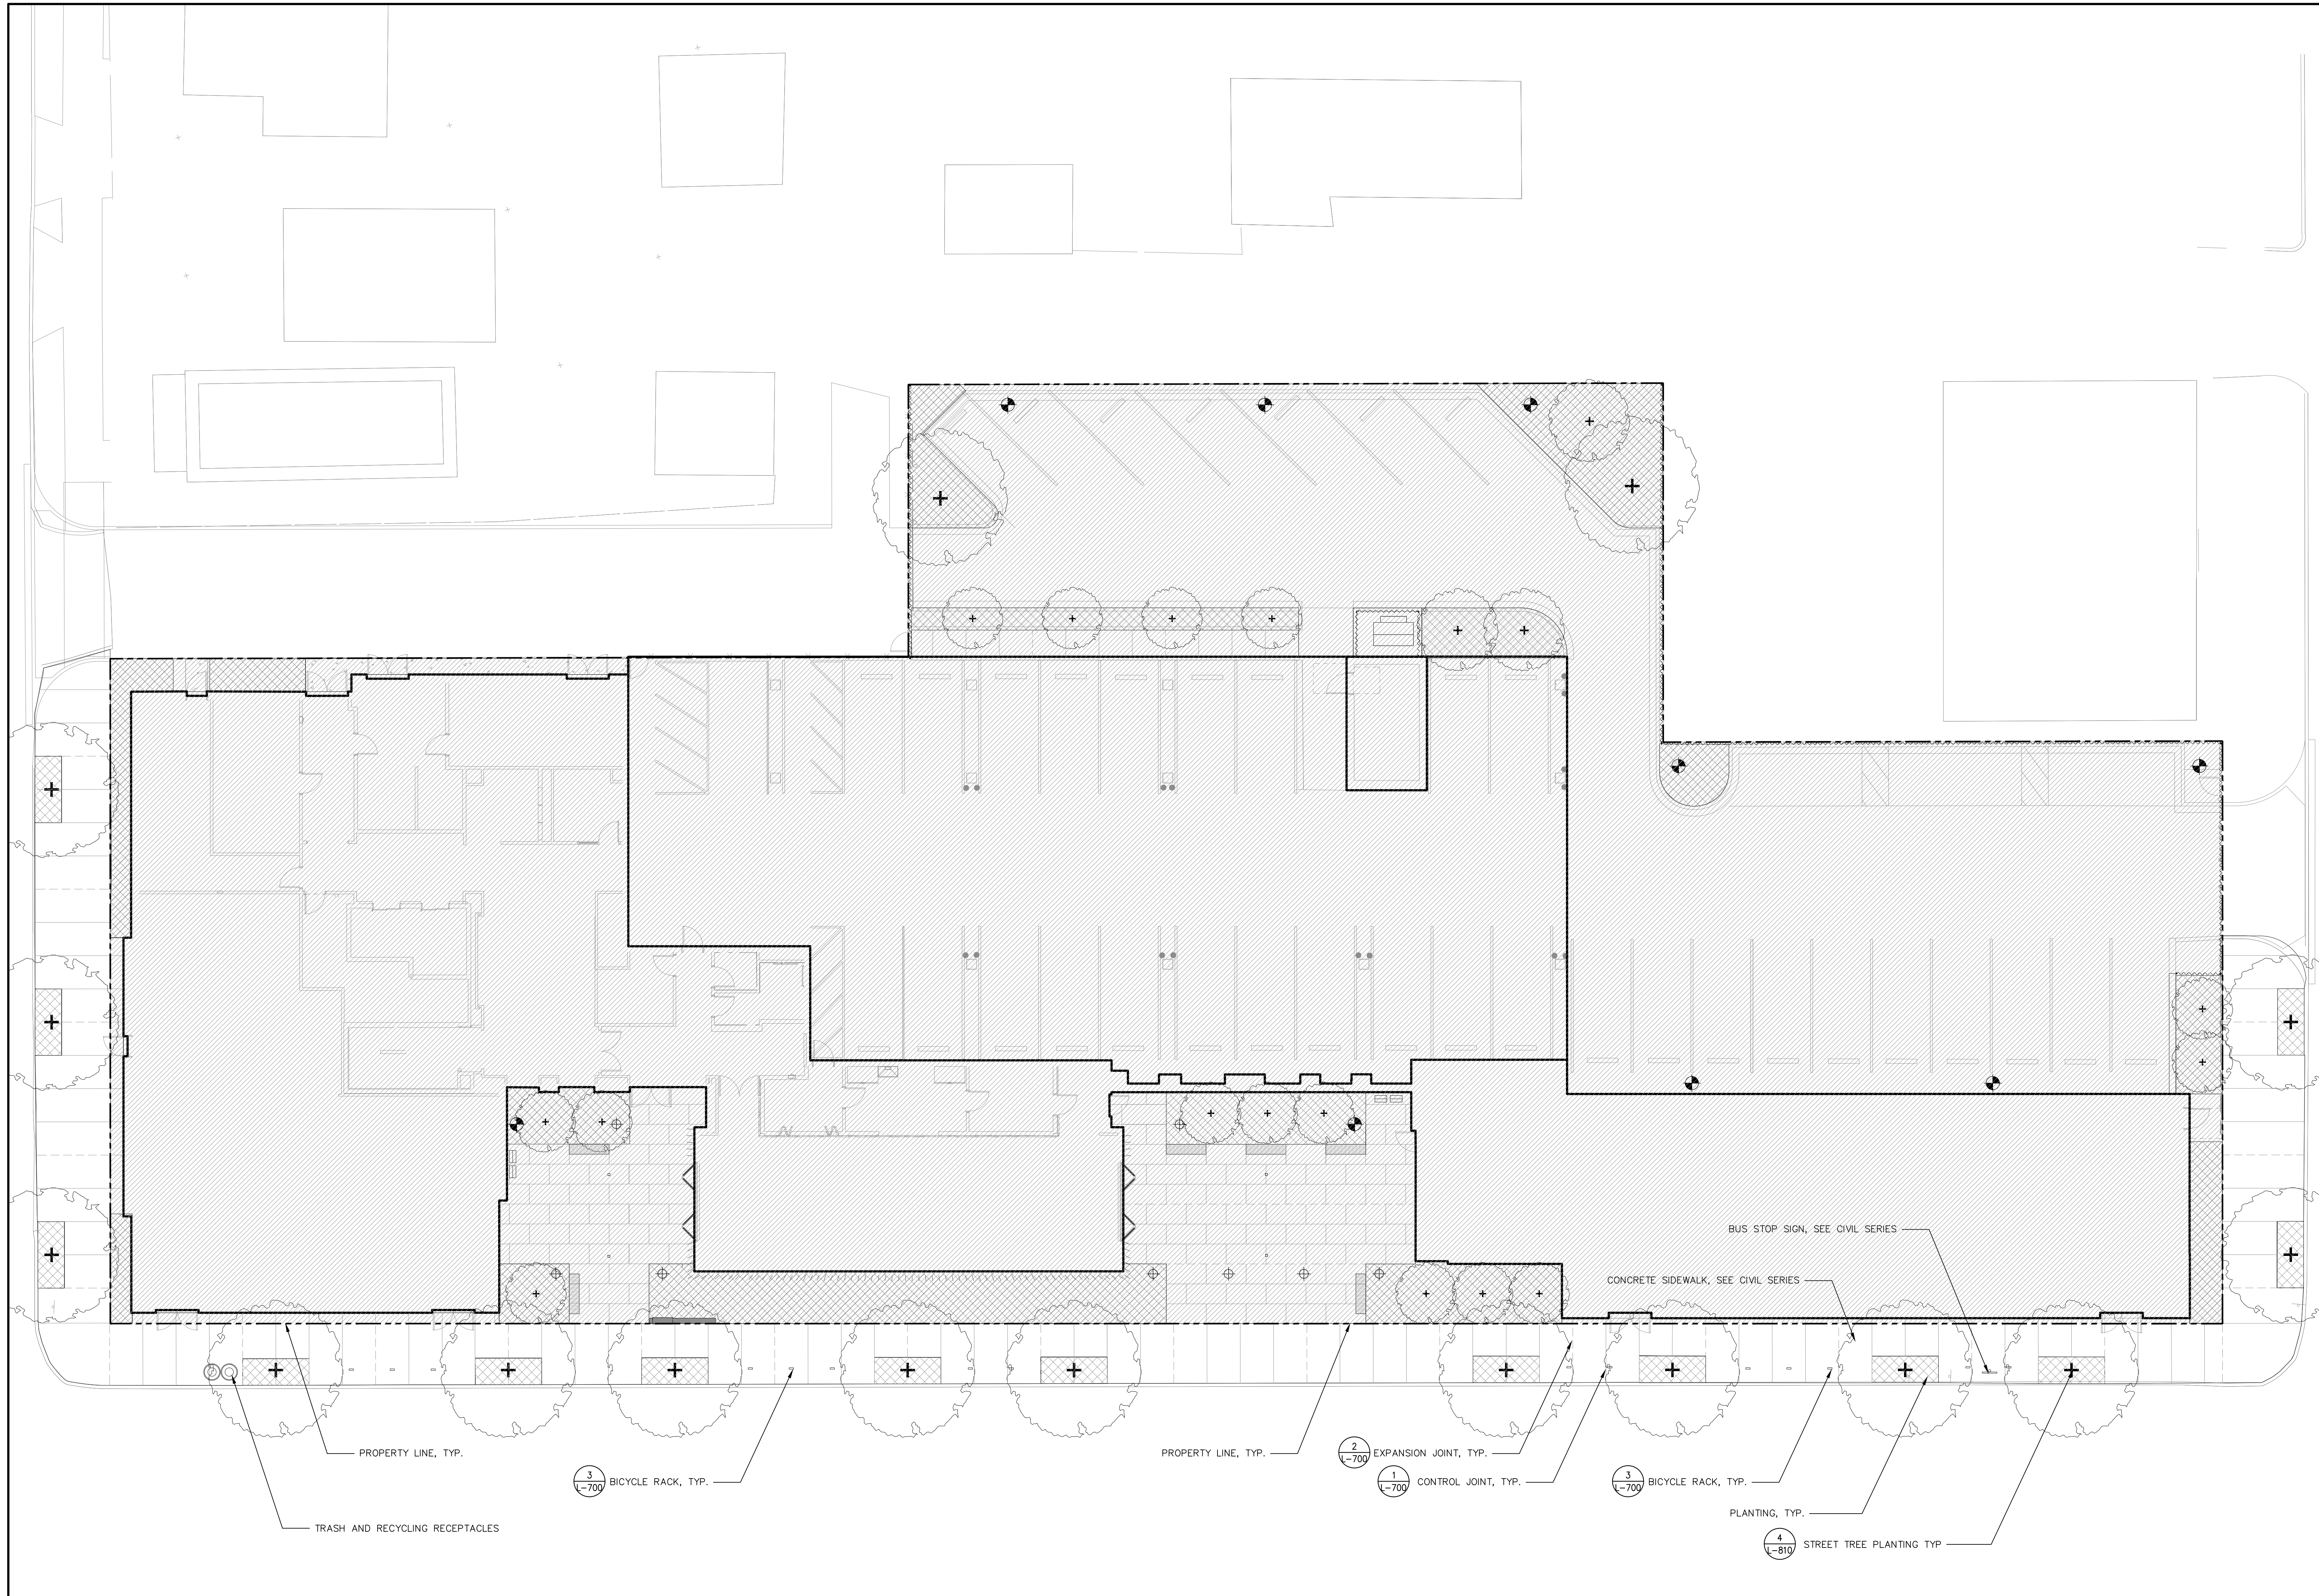 BUS STOP SIGN, SEE CIVIL SERIES
CONCRETE SIDEWALK, SEE CIVIL SERIES
PROPERTY LINE, TYP.
PROPERTY LINE, TYP.
2
L-700
EXPANSION JOINT, TYP.
3
L-700
BICYCLE RACK, TYP.
1
L-700
CONTROL JOINT, TYP.
3
L-700
BICYCLE RACK, TYP.
PLANTING, TYP.
TRASH AND RECYCLING RECEPTACLES
4
L-810
STREET TREE PLANTING TYP